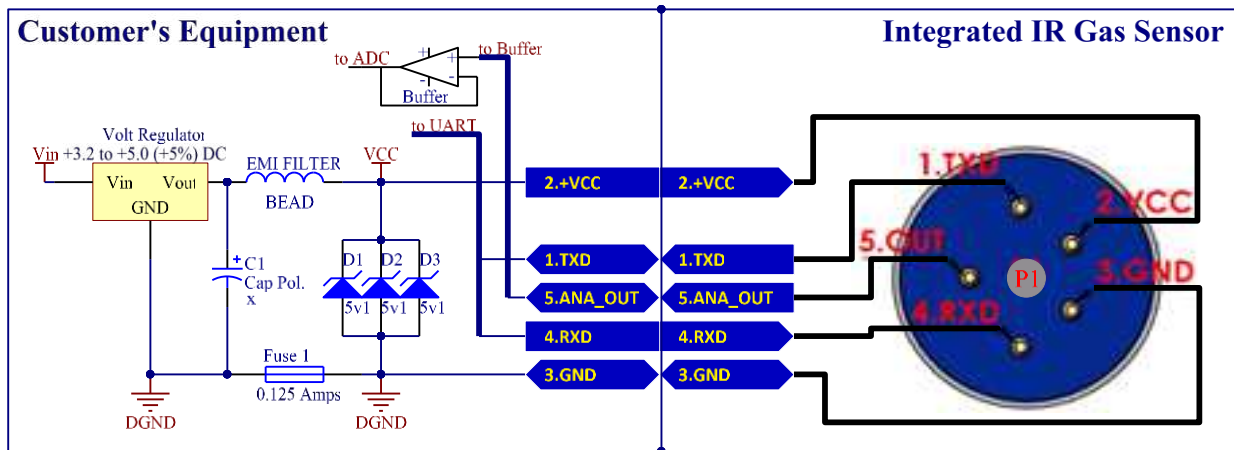 Customer's Equipment
Integrated IR Gas Sensor
to ADC
to Buffer
+
+
-
-
Buffer
to UART
Volt Regulator
Vin
+3.2 to +5.0 (+5%) DC
EMI FILTER
VCC
Vin
Vout
GND
BEAD
2.+VCC
2.+VCC
1.TXD
2.VCC
+
C1
Cap Pol.
x
D1
D2
D3
5v1
5v1
5v1
1.TXD
1.TXD
5.OUT
5.ANA_OUT
5.ANA_OUT
P1
3.GND
4.RXD
4.RXD
4.RXD
Fuse 1
0.125 Amps
3.GND
3.GND
DGND
DGND